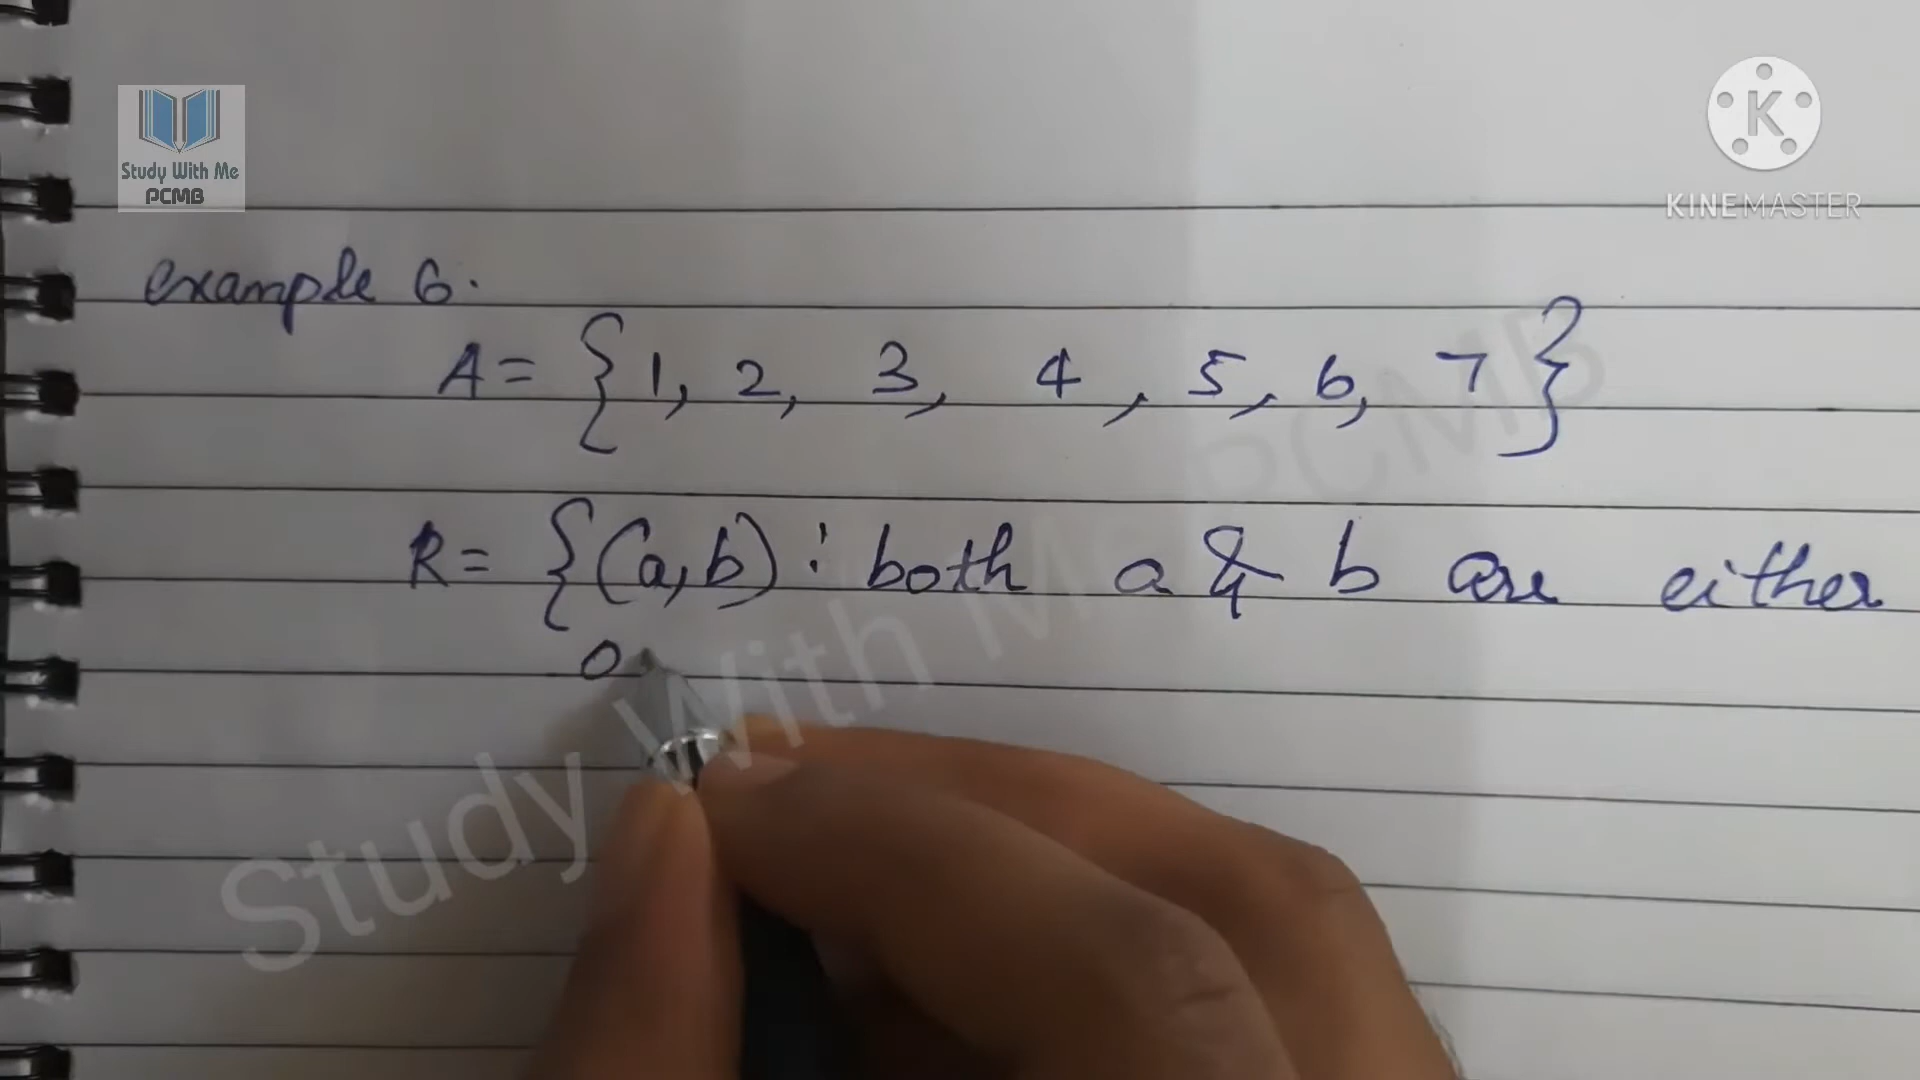 Study With Me
PCMB
K
KINEMASTER
example 6.
A = { 1, 2, 3, 4, 5, 6, 7 }
R = { (a, b) : both a & b are either
o
Study With Me PCMB